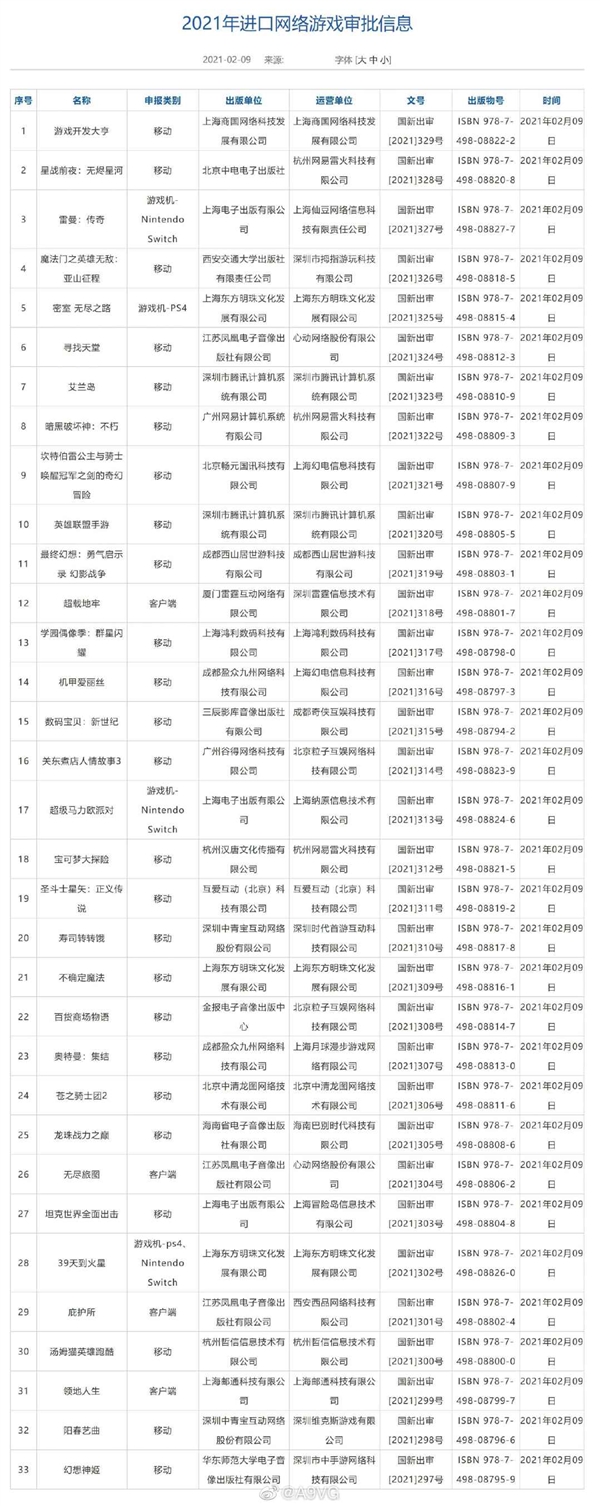 2021年进口网络游戏审批信息
2021-02-09 来源: 字体 [大 中 小]
序号 名称 申报类别 出版单位 运营单位 文号 出版物号 时间
1 游戏开发大亨 移动 上海商国网络科技发展有限公司 上海商国网络科技发展有限公司 国新出审[2021]329号 ISBN 978-7-498-08822-2 2021年02月09日
2 星战前夜：无烬星河 移动 北京中电电子出版社 杭州网易雷火科技有限公司 国新出审[2021]328号 ISBN 978-7-498-08820-8 2021年02月09日
3 雷曼：传奇 游戏机-Nintendo Switch 上海电子出版有限公司 上海仙豆网络信息科技有限责任公司 国新出审[2021]327号 ISBN 978-7-498-08827-7 2021年02月09日
4 魔法门之英雄无敌：亚山征程 移动 西安交通大学出版社有限责任公司 深圳市拇指游玩科技有限公司 国新出审[2021]326号 ISBN 978-7-498-08818-5 2021年02月09日
5 密室 无尽之路 游戏机-PS4 上海东方明珠文化发展有限公司 上海东方明珠文化发展有限公司 国新出审[2021]325号 ISBN 978-7-498-08815-4 2021年02月09日
6 寻找天堂 移动 江苏凤凰电子音像出版社有限公司 心动网络股份有限公司 国新出审[2021]324号 ISBN 978-7-498-08812-3 2021年02月09日
7 艾兰岛 移动 深圳市腾讯计算机系统有限公司 深圳市腾讯计算机系统有限公司 国新出审[2021]323号 ISBN 978-7-498-08810-9 2021年02月09日
8 暗黑破坏神：不朽 移动 广州网易计算机系统有限公司 杭州网易雷火科技有限公司 国新出审[2021]322号 ISBN 978-7-498-08809-3 2021年02月09日
9 坎特伯雷公主与骑士唤醒冠军之剑的奇幻冒险 移动 北京畅元国讯科技有限公司 上海幻电信息科技有限公司 国新出审[2021]321号 ISBN 978-7-498-08807-9 2021年02月09日
10 英雄联盟手游 移动 深圳市腾讯计算机系统有限公司 深圳市腾讯计算机系统有限公司 国新出审[2021]320号 ISBN 978-7-498-08805-5 2021年02月09日
11 最终幻想：勇气启示录 幻影战争 移动 成都西山居世游科技有限公司 成都西山居世游科技有限公司 国新出审[2021]319号 ISBN 978-7-498-08803-1 2021年02月09日
12 超载地牢 客户端 厦门雷霆互动网络有限公司 深圳雷霆信息技术有限公司 国新出审[2021]318号 ISBN 978-7-498-08801-7 2021年02月09日
13 学园偶像季：群星闪耀 移动 上海鸿利数码科技有限公司 上海鸿利数码科技有限公司 国新出审[2021]317号 ISBN 978-7-498-08798-0 2021年02月09日
14 机甲爱丽丝 移动 成都盈众九州网络科技有限公司 上海幻电信息科技有限公司 国新出审[2021]316号 ISBN 978-7-498-08797-3 2021年02月09日
15 数码宝贝：新世纪 移动 三辰影库音像出版社有限公司 成都奇侠互娱科技有限公司 国新出审[2021]315号 ISBN 978-7-498-08794-2 2021年02月09日
16 关东煮店人情故事3 移动 广州谷得网络科技有限公司 北京粒子互娱网络科技有限公司 国新出审[2021]314号 ISBN 978-7-498-08823-9 2021年02月09日
17 超级马力欧派对 游戏机-Nintendo Switch 上海电子出版有限公司 上海纳原信息技术有限公司 国新出审[2021]313号 ISBN 978-7-498-08824-6 2021年02月09日
18 宝可梦大探险 移动 杭州汉唐文化传播有限公司 杭州网易雷火科技有限公司 国新出审[2021]312号 ISBN 978-7-498-08821-5 2021年02月09日
19 圣斗士星矢：正义传说 移动 互爱互动（北京）科技有限公司 互爱互动（北京）科技有限公司 国新出审[2021]311号 ISBN 978-7-498-08819-2 2021年02月09日
20 寿司转转饿 移动 深圳中青宝互动网络股份有限公司 深圳时代首游互动科技有限公司 国新出审[2021]310号 ISBN 978-7-498-08817-8 2021年02月09日
21 不确定魔法 移动 上海东方明珠文化发展有限公司 上海东方明珠文化发展有限公司 国新出审[2021]309号 ISBN 978-7-498-08816-1 2021年02月09日
22 百货商场物语 移动 金报电子音像出版中心 北京粒子互娱网络科技有限公司 国新出审[2021]308号 ISBN 978-7-498-08814-7 2021年02月09日
23 奥特曼：集结 移动 成都盈众九州网络科技有限公司 上海月球漫步游戏网络有限公司 国新出审[2021]307号 ISBN 978-7-498-08813-0 2021年02月09日
24 苍之骑士团2 移动 北京中清龙图网络技术有限公司 北京中清龙图网络技术有限公司 国新出审[2021]306号 ISBN 978-7-498-08811-6 2021年02月09日
25 龙珠战力之巅 移动 海南省电子音像出版社有限公司 海南巴别时代科技有限公司 国新出审[2021]305号 ISBN 978-7-498-08808-6 2021年02月09日
26 无尽旅图 客户端 江苏凤凰电子音像出版社有限公司 心动网络股份有限公司 国新出审[2021]304号 ISBN 978-7-498-08806-2 2021年02月09日
27 坦克世界全面出击 移动 上海电子出版有限公司 上海冒险岛信息技术有限公司 国新出审[2021]303号 ISBN 978-7-498-08804-8 2021年02月09日
28 39天到火星 游戏机-ps4、Nintendo Switch 上海东方明珠文化发展有限公司 上海东方明珠文化发展有限公司 国新出审[2021]302号 ISBN 978-7-498-08826-0 2021年02月09日
29 庇护所 客户端 江苏凤凰电子音像出版社有限公司 西安西品网络科技有限公司 国新出审[2021]301号 ISBN 978-7-498-08802-4 2021年02月09日
30 汤姆猫英雄跑酷 移动 杭州哲信信息技术有限公司 杭州哲信信息技术有限公司 国新出审[2021]300号 ISBN 978-7-498-08800-0 2021年02月09日
31 领地人生 客户端 上海邮通科技有限公司 上海邮通科技有限公司 国新出审[2021]299号 ISBN 978-7-498-08799-7 2021年02月09日
32 阳春艺曲 移动 深圳中青宝互动网络股份有限公司 深圳维克斯游戏有限公司 国新出审[2021]298号 ISBN 978-7-498-08796-6 2021年02月09日
33 幻想神姬 移动 华东师范大学电子音像出版社有限公司 深圳市中手游网络科技有限公司 国新出审[2021]297号 ISBN 978-7-498-08795-9 2021年02月09日
@A9VG